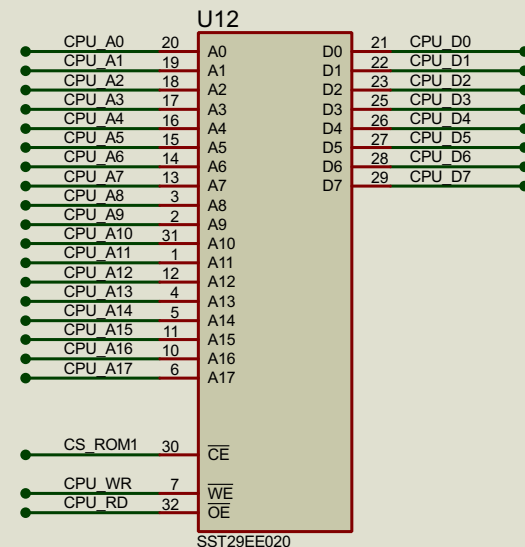 U12
CPU_A0 20 A0 D0 21 CPU_D0
CPU_A1 19 A1 D1 22 CPU_D1
CPU_A2 18 A2 D2 23 CPU_D2
CPU_A3 17 A3 D3 25 CPU_D3
CPU_A4 16 A4 D4 26 CPU_D4
CPU_A5 15 A5 D5 27 CPU_D5
CPU_A6 14 A6 D6 28 CPU_D6
CPU_A7 13 A7 D7 29 CPU_D7
CPU_A8 3 A8
CPU_A9 2 A9
CPU_A10 31 A10
CPU_A11 1 A11
CPU_A12 12 A12
CPU_A13 4 A13
CPU_A14 5 A14
CPU_A15 11 A15
CPU_A16 10 A16
CPU_A17 6 A17
CS_ROM1 30 CE
CPU_WR 7 WE
CPU_RD 32 OE
SST29EE020